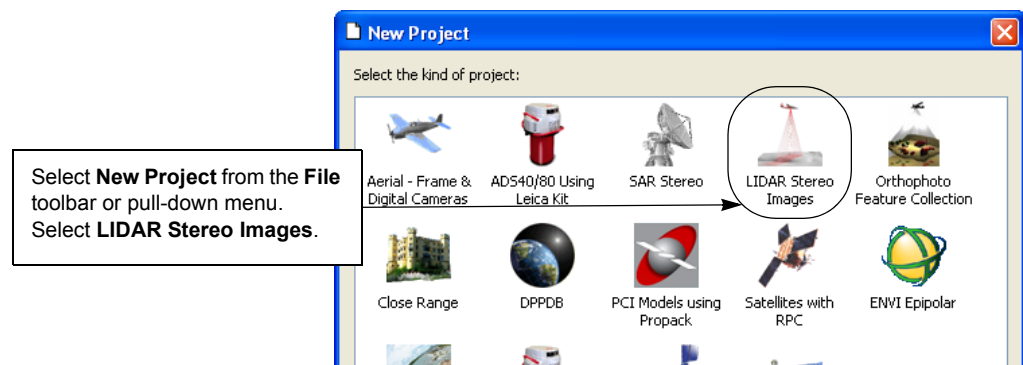 New Project
Select the kind of project:
Select New Project from the File
toolbar or pull-down menu.
Select LIDAR Stereo Images.
Aerial - Frame &
Digital Cameras
ADS40/80 Using
Leica Kit
SAR Stereo
LIDAR Stereo
Images
Orthophoto
Feature Collection
Close Range
DPPDB
PCI Models using
Propack
Satellites with
RPC
ENVI Epipolar